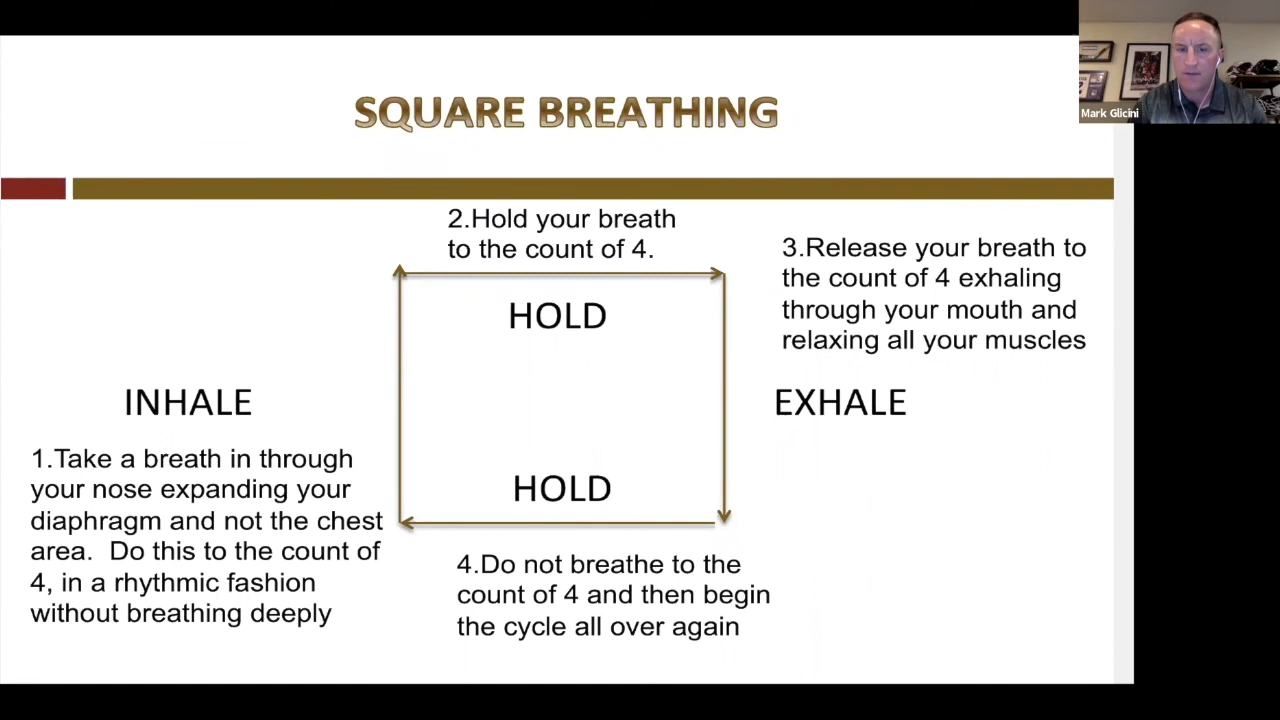 SQUARE BREATHING
Mark Glicini
2.Hold your breath
to the count of 4.
3.Release your breath to
the count of 4 exhaling
through your mouth and
relaxing all your muscles
HOLD
INHALE
EXHALE
1.Take a breath in through
your nose expanding your
diaphragm and not the chest
area.  Do this to the count of
4, in a rhythmic fashion
without breathing deeply
HOLD
4.Do not breathe to the
count of 4 and then begin
the cycle all over again